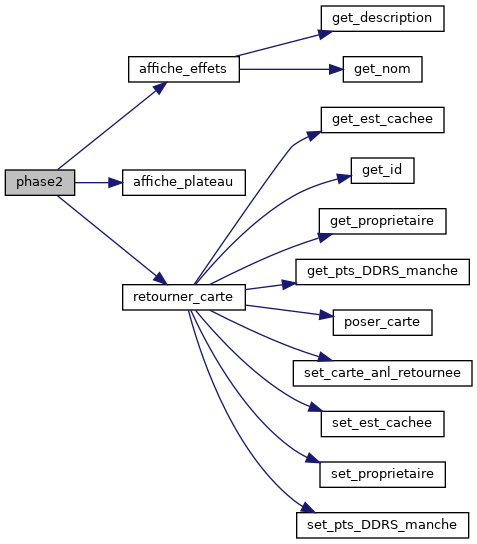 phase2
affiche_effets
get_description
get_nom
affiche_plateau
retourner_carte
get_est_cachee
get_id
get_proprietaire
get_pts_DDRS_manche
poser_carte
set_carte_anl_retournee
set_est_cachee
set_proprietaire
set_pts_DDRS_manche